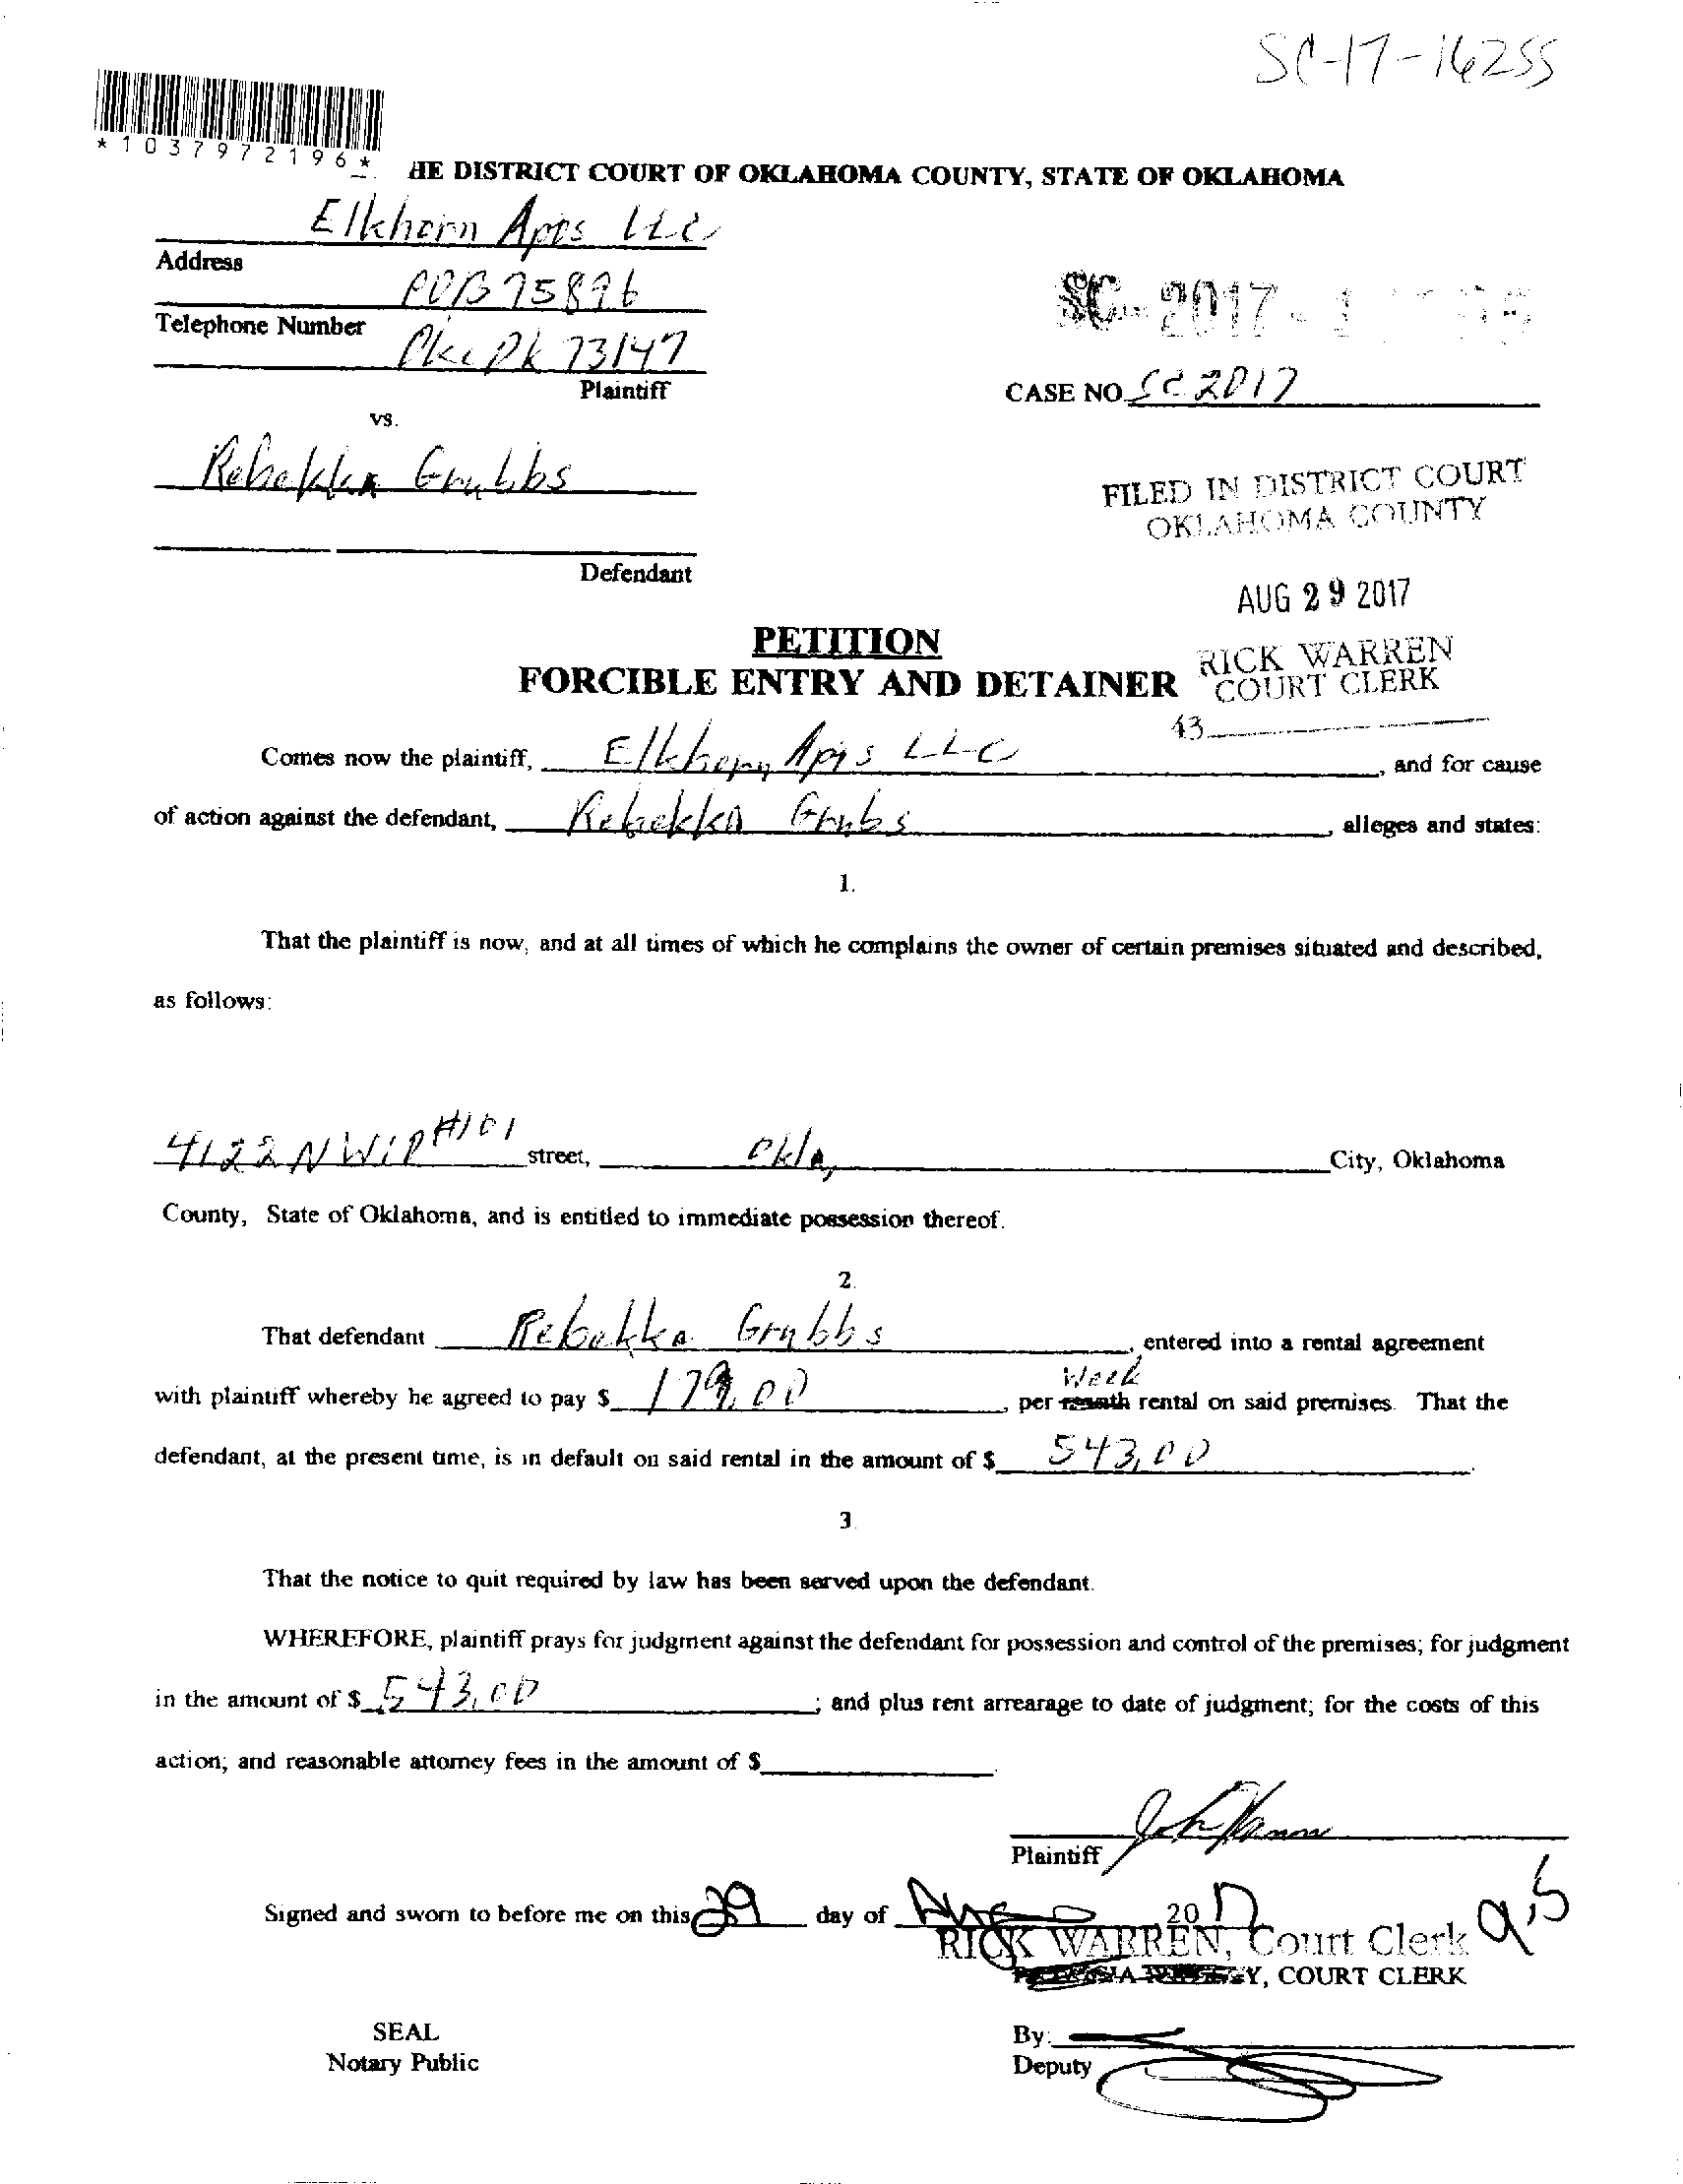 SC-17-16255
*1037972196*
HE DISTRICT COURT OF OKLAHOMA COUNTY, STATE OF OKLAHOMA
Elkhorn Apts LLC
Address
POB 75896
Telephone Number
Okc Ok 73147
Plaintiff
SC-2017-1
CASE NO. SC 2017
vs.
Rebekka Grubbs
FILED IN DISTRICT COURT
OKLAHOMA COUNTY
Defendant
AUG 29 2017
PETITION
RICK WARREN
FORCIBLE ENTRY AND DETAINER
COURT CLERK
43
Comes now the plaintiff, Elkhorn Apts LLC, and for cause
of action against the defendant, Rebekka Grubs, alleges and states:
1.
That the plaintiff is now, and at all times of which he complains the owner of certain premises situated and described,
as follows:
4122 NW10 #101 street, Okla, City, Oklahoma
County, State of Oklahoma, and is entitled to immediate possession thereof.
2.
That defendant Rebekka Grubbs, entered into a rental agreement
Week
with plaintiff whereby he agreed to pay $ 179.00, per month rental on said premises. That the
defendant, at the present time, is in default on said rental in the amount of $ 543.00.
3.
That the notice to quit required by law has been served upon the defendant.
WHEREFORE, plaintiff prays for judgment against the defendant for possession and control of the premises; for judgment
in the amount of $ 543.00; and plus rent arrearage to date of judgment; for the costs of this
action; and reasonable attorney fees in the amount of $
Plaintiff
Signed and sworn to before me on this 29 day of Aug 2017
RICK WARREN, Court Clerk
Y, COURT CLERK
SEAL
By:
Notary Public
Deputy